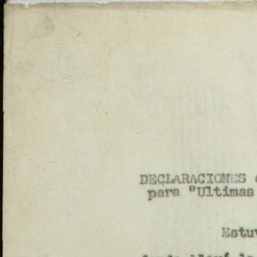 DECLARACIONES
para "Ultimas
Estuv